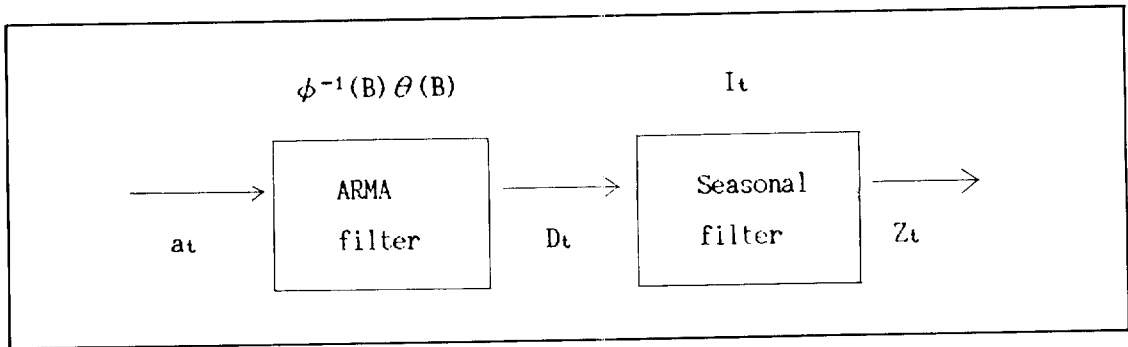 ϕ⁻¹(B)θ(B)
It
ARMA
filter
Seasonal
filter
at
Dt
Zt